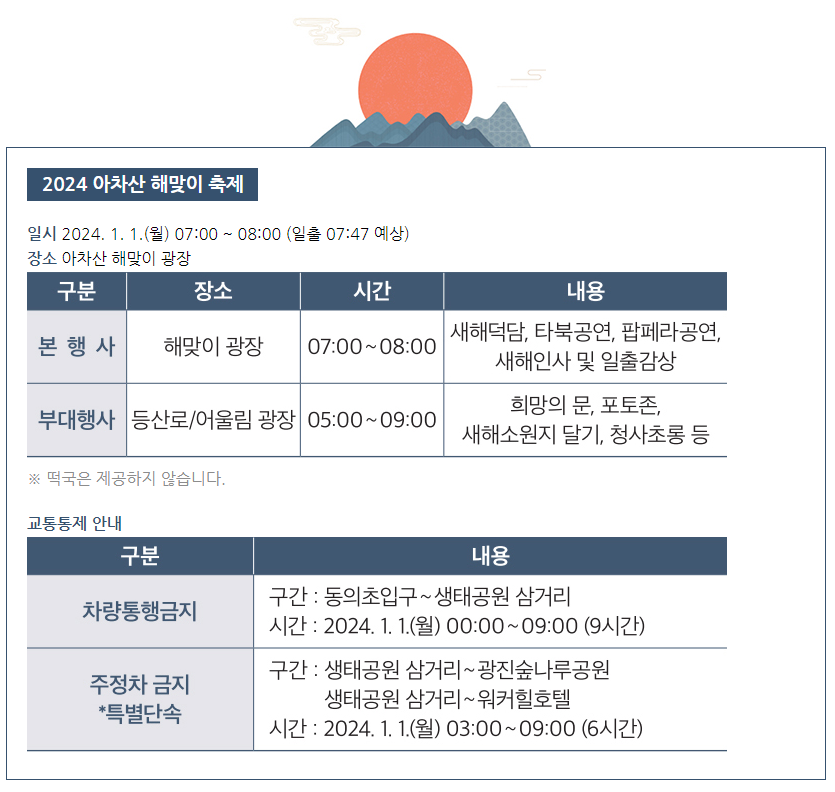 2024 아차산 해맞이 축제
일시 2024. 1. 1.(월) 07:00 ~ 08:00 (일출 07:47 예상)
장소 아차산 해맞이 광장
구분 장소 시간 내용
본 행 사 해맞이 광장 07:00~08:00 새해덕담, 타북공연, 팝페라공연,
새해인사 및 일출감상
부대행사 등산로/어울림 광장 05:00~09:00 희망의 문, 포토존,
새해소원지 달기, 청사초롱 등
※ 떡국은 제공하지 않습니다.
교통통제 안내
구분 내용
차량통행금지
구간 : 동의초입구~생태공원 삼거리
시간 : 2024. 1. 1.(월) 00:00~09:00 (9시간)
주정차 금지
*특별단속
구간 : 생태공원 삼거리~광진숲나루공원
생태공원 삼거리~워커힐호텔
시간 : 2024. 1. 1.(월) 03:00~09:00 (6시간)